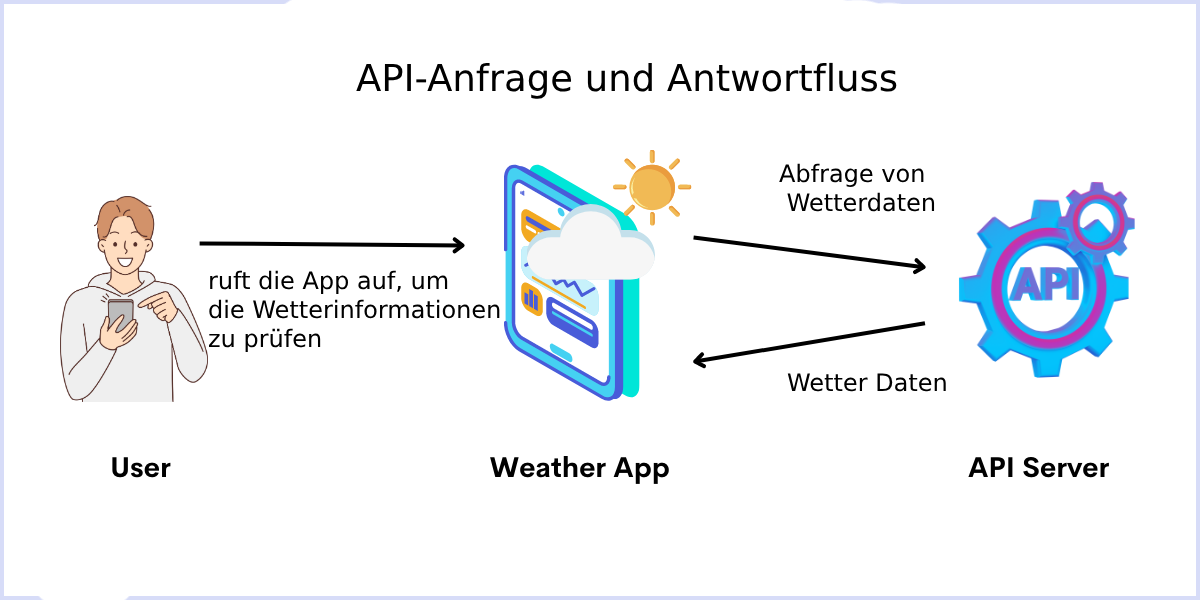 API-Anfrage und Antwortfluss
Abfrage von
Wetterdaten
ruft die App auf, um
die Wetterinformationen
zu prüfen
API
Wetter Daten
User
Weather App
API Server